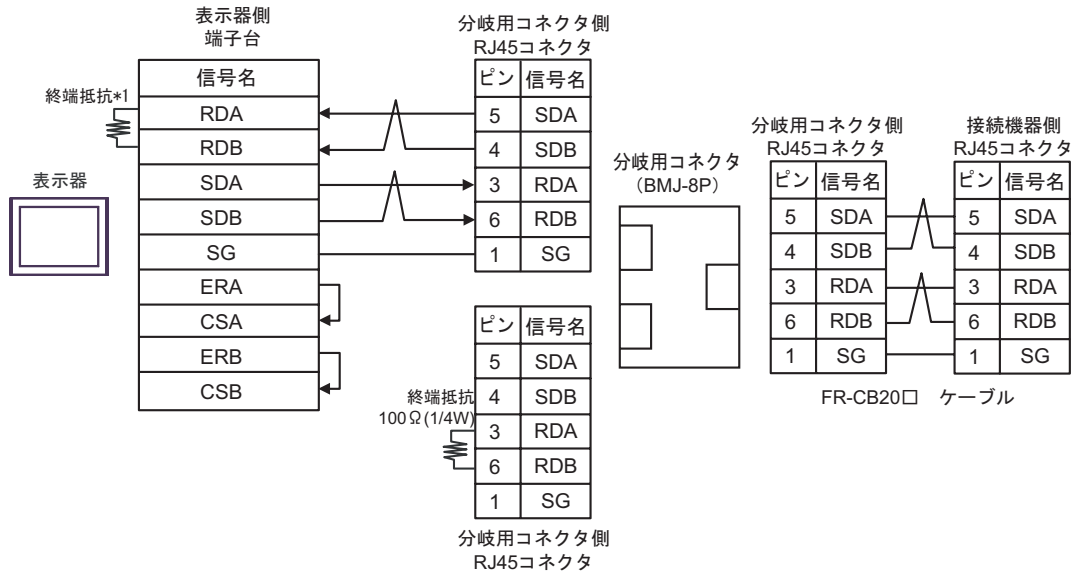 表示器側
端子台
信号名
終端抵抗*1
RDA
RDB
SDA
SDB
SG
ERA
CSA
ERB
CSB
表示器
分岐用コネクタ側
RJ45コネクタ
ピン 信号名
5 SDA
4 SDB
3 RDA
6 RDB
1 SG
ピン 信号名
5 SDA
4 SDB
3 RDA
6 RDB
1 SG
終端抵抗
100Ω(1/4W)
分岐用コネクタ側
RJ45コネクタ
分岐用コネクタ
(BMJ-8P)
分岐用コネクタ側
RJ45コネクタ
ピン 信号名
5 SDA
4 SDB
3 RDA
6 RDB
1 SG
接続機器側
RJ45コネクタ
ピン 信号名
5 SDA
4 SDB
3 RDA
6 RDB
1 SG
FR-CB20□ ケーブル